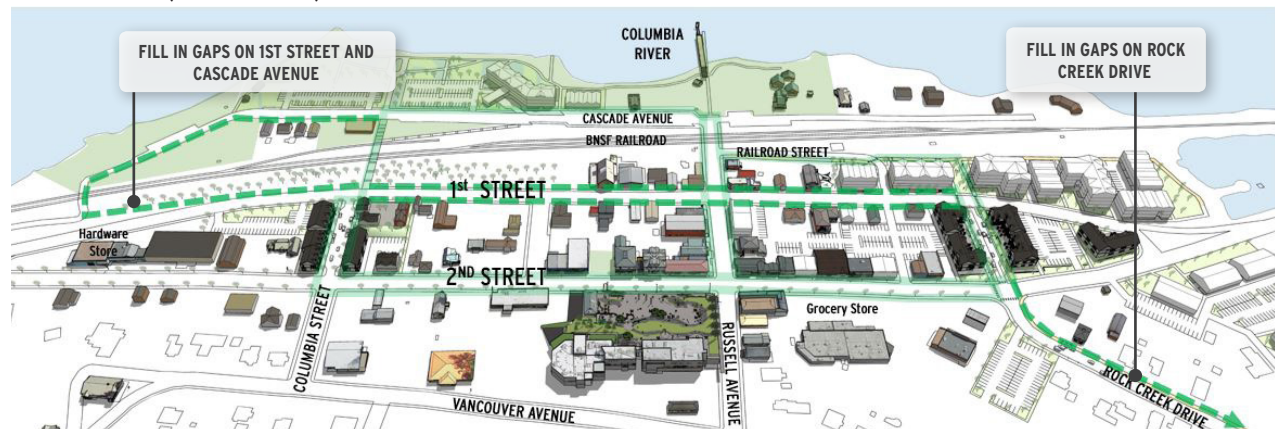 COLUMBIA
RIVER
FILL IN GAPS ON 1ST STREET AND
CASCADE AVENUE
FILL IN GAPS ON ROCK
CREEK DRIVE
CASCADE AVENUE
BNSF RAILROAD
RAILROAD STREET
1st STREET
Hardware
Store
2ND STREET
COLUMBIA STREET
Grocery Store
RUSSELL AVENUE
ROCK CREEK DRIVE
VANCOUVER AVENUE